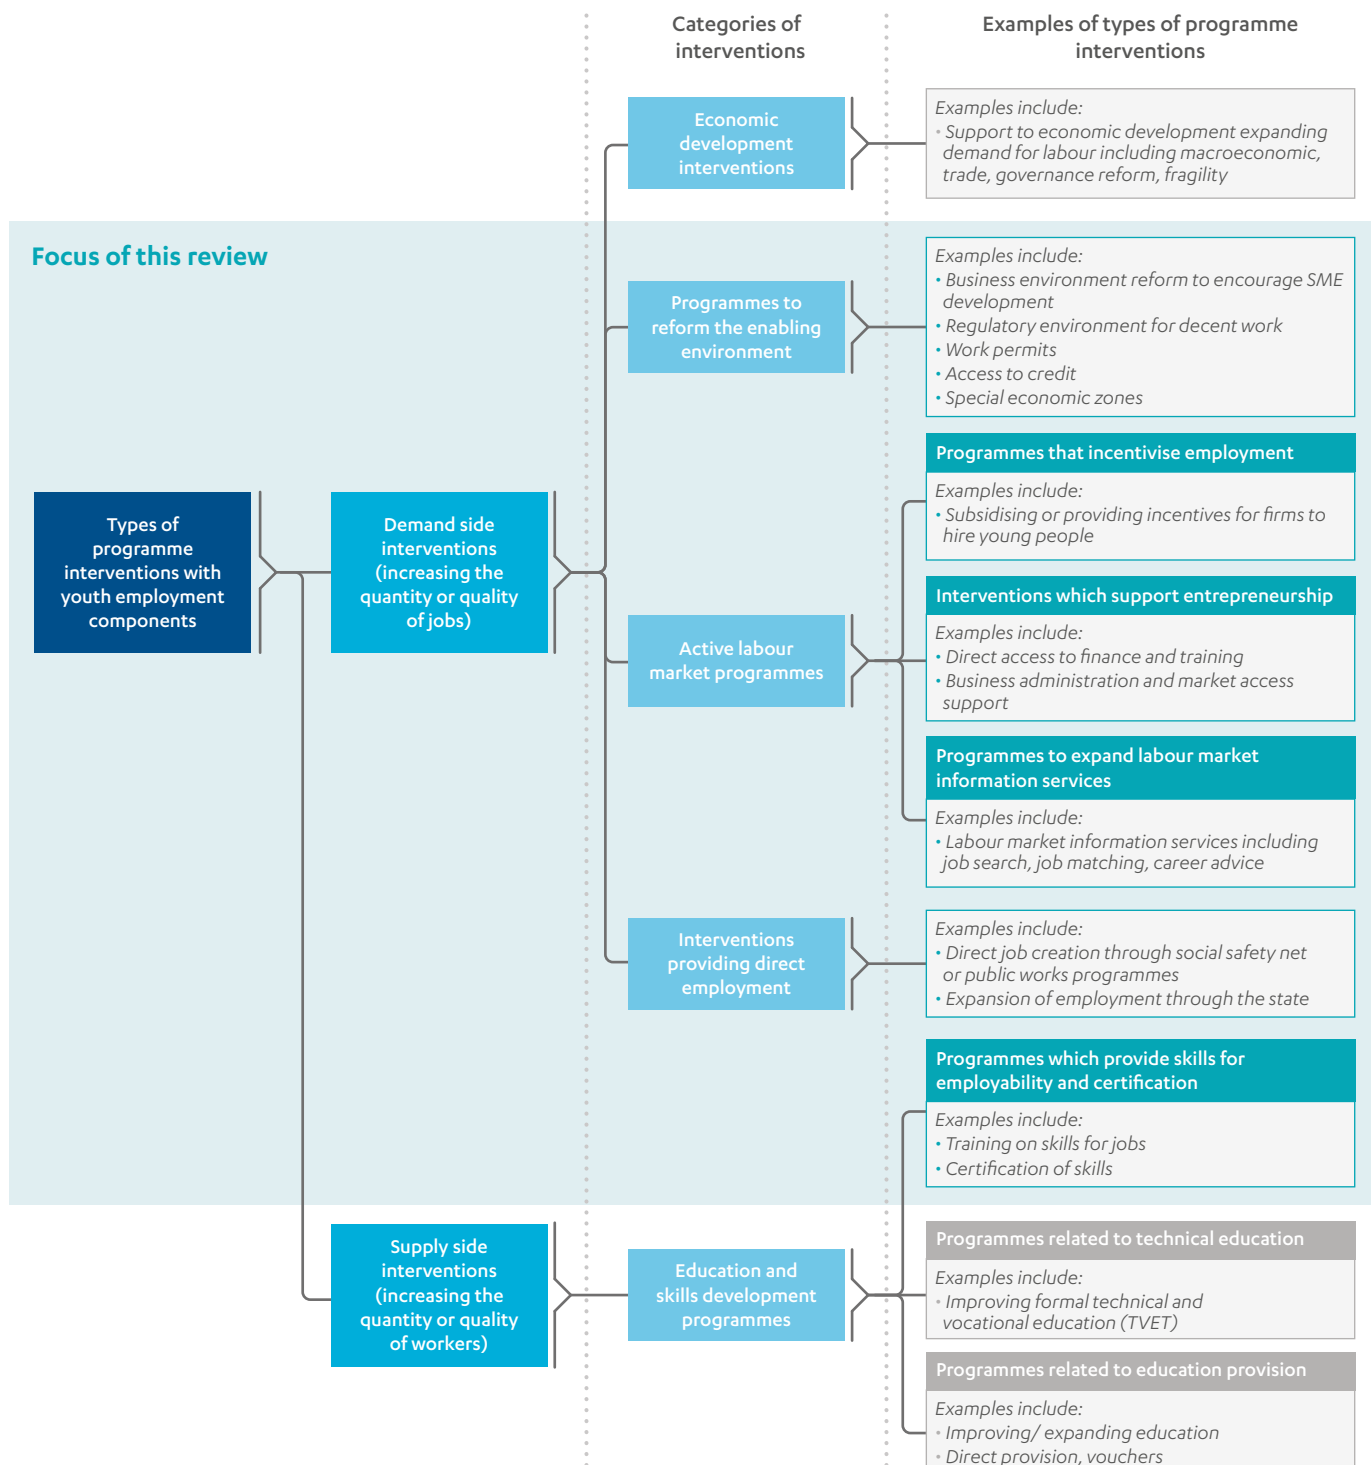 Categories of
interventions
Examples of types of programme
interventions
Economic
development
interventions
Examples include:
• Support to economic development expanding
demand for labour including macroeconomic,
trade, governance reform, fragility
Focus of this review
Programmes to
reform the enabling
environment
Examples include:
• Business environment reform to encourage SME
development
• Regulatory environment for decent work
• Work permits
• Access to credit
• Special economic zones
Types of
programme
interventions with
youth employment
components
Demand side
interventions
(increasing the
quantity or quality
of jobs)
Active labour
market programmes
Programmes that incentivise employment
Examples include:
• Subsidising or providing incentives for firms to
hire young people
Interventions which support entrepreneurship
Examples include:
• Direct access to finance and training
• Business administration and market access
support
Programmes to expand labour market
information services
Examples include:
• Labour market information services including
job search, job matching, career advice
Interventions
providing direct
employment
Examples include:
• Direct job creation through social safety net
or public works programmes
• Expansion of employment through the state
Supply side
interventions
(increasing the
quantity or quality
of workers)
Education and
skills development
programmes
Programmes which provide skills for
employability and certification
Examples include:
• Training on skills for jobs
• Certification of skills
Programmes related to technical education
Examples include:
• Improving formal technical and
vocational education (TVET)
Programmes related to education provision
Examples include:
• Improving/ expanding education
• Direct provision, vouchers